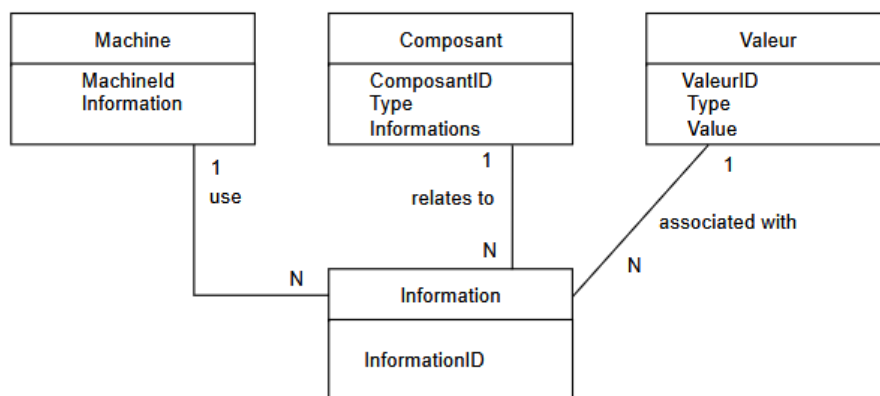 Machine
MachineId
Information
Composant
ComposantID
Type
Informations
Valeur
ValeurID
Type
Value
1
use
N
1
relates to
N
1
associated with
N
Information
InformationID